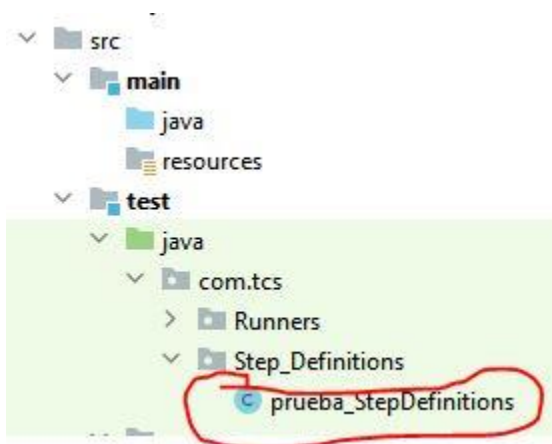 src
main
java
resources
test
java
com.tcs
Runners
Step_Definitions
prueba_StepDefinitions